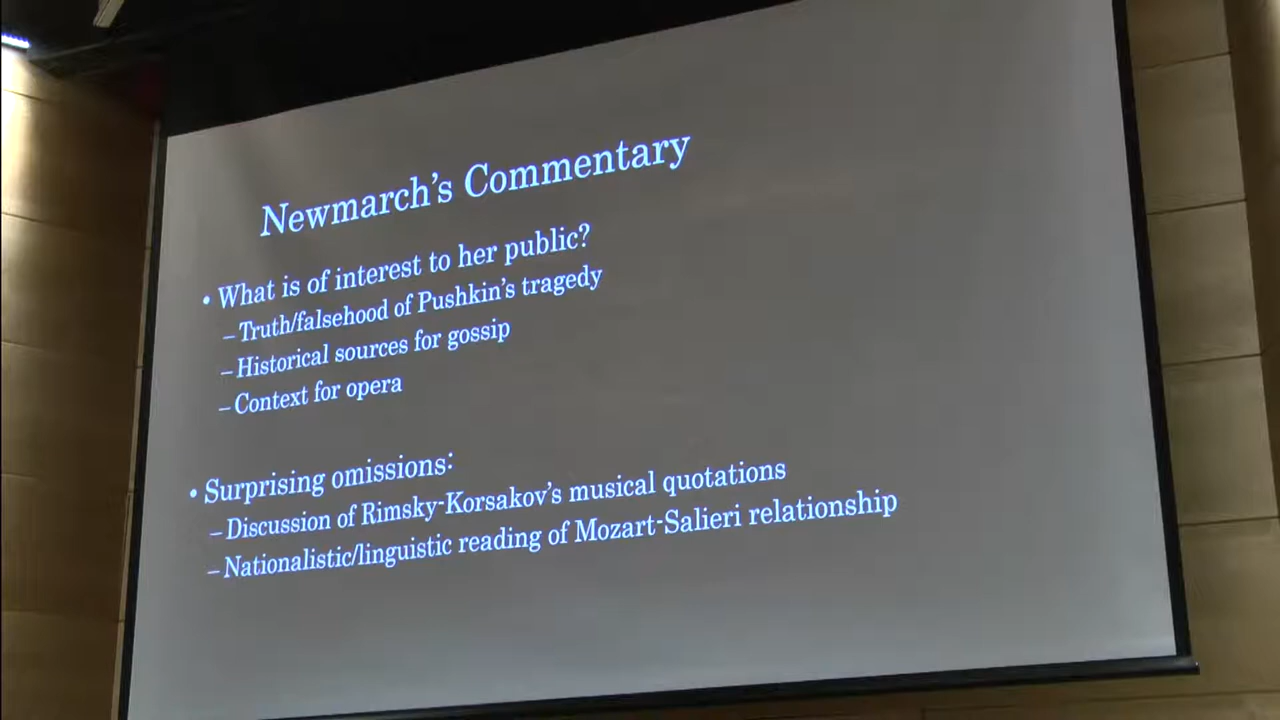 Newmarch's Commentary
• What is of interest to her public?
– Truth/falsehood of Pushkin's tragedy
– Historical sources for gossip
– Context for opera
• Surprising omissions:
– Discussion of Rimsky-Korsakov's musical quotations
– Nationalistic/linguistic reading of Mozart-Salieri relationship